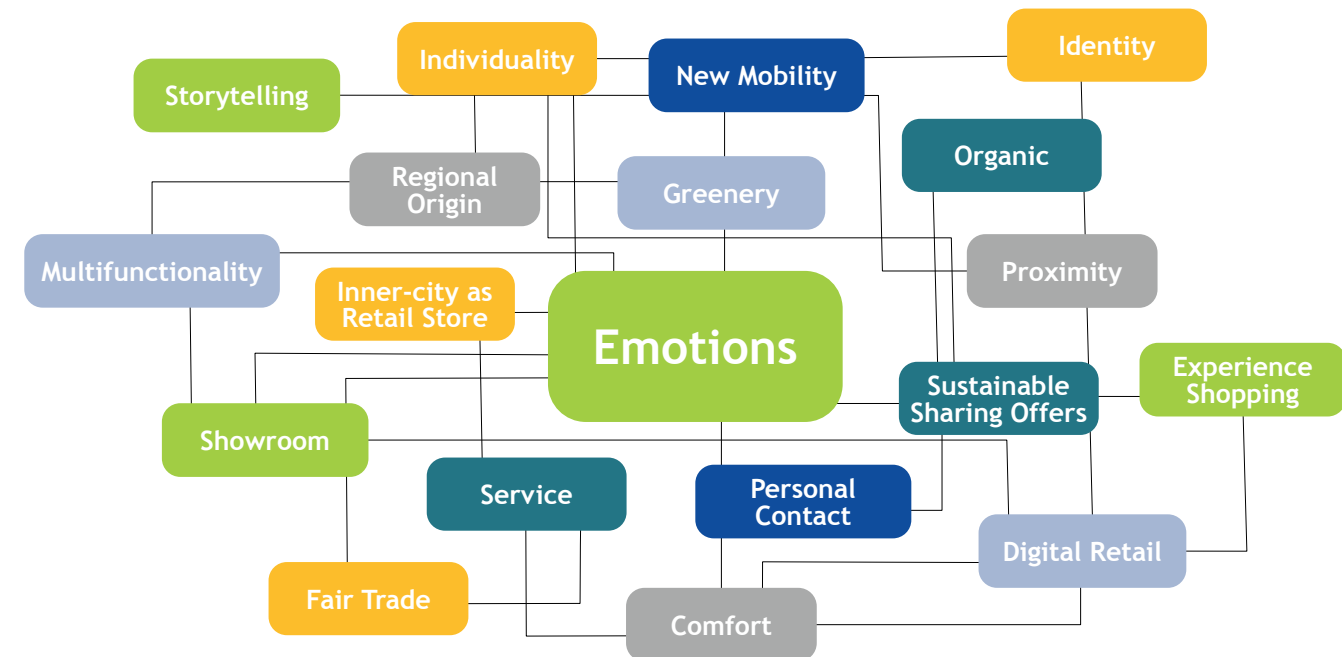 Individuality
New Mobility
Identity
Storytelling
Organic
Regional
Origin
Greenery
Multifunctionality
Proximity
Inner-city as
Retail Store
Emotions
Experience
Shopping
Sustainable
Sharing Offers
Showroom
Service
Personal
Contact
Digital Retail
Fair Trade
Comfort